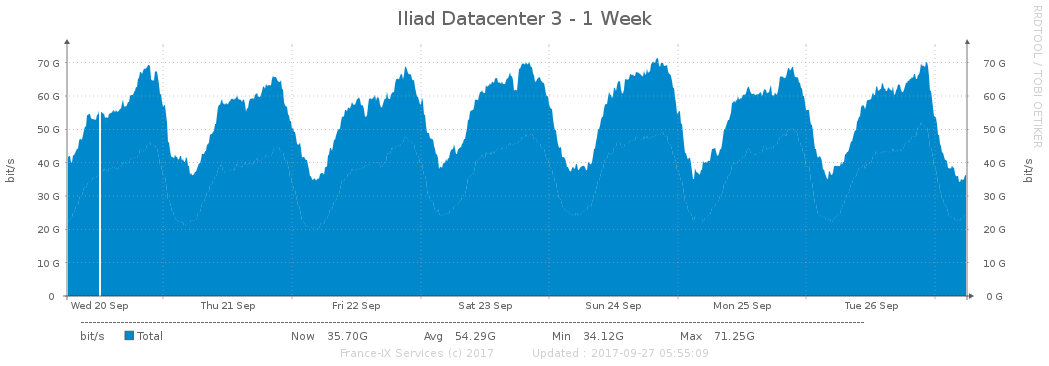 Iliad Datacenter 3 - 1 Week
RRDTOOL / TOBI OETIKER
bit/s
70 G 70 G
60 G 60 G
50 G 50 G
40 G 40 G
30 G 30 G
20 G 20 G
10 G 10 G
0 0 G
bit/s
Wed 20 Sep Thu 21 Sep Fri 22 Sep Sat 23 Sep Sun 24 Sep Mon 25 Sep Tue 26 Sep
bit/s Total Now 35.70G Avg 54.29G Min 34.12G Max 71.25G
France-IX Services (c) 2017 Updated : 2017-09-27 05:55:09